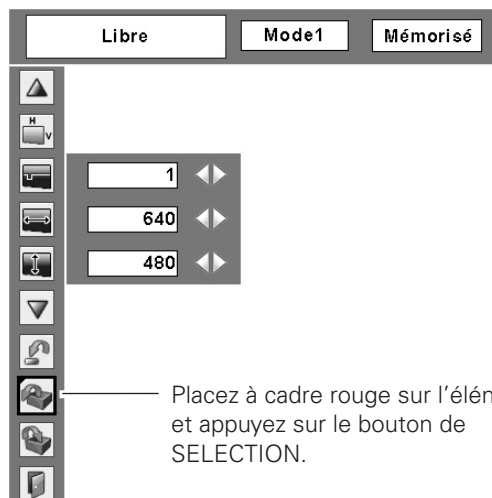 Libre Mode1 Mémorisé
H
V
1
640
480
Placez à cadre rouge sur l'élén
et appuyez sur le bouton de
SELECTION.